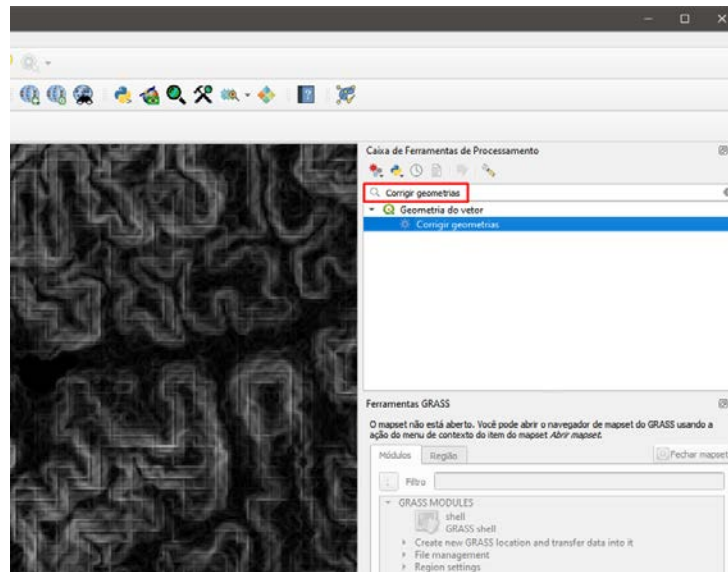 Caixa de Ferramentas de Processamento
Corrigir geometrias
Geometria do vetor
Corrigir geometrias
Ferramentas GRASS
O mapset não está aberto. Você pode abrir o navegador de mapset do GRASS usando a
ação do menu de contexto do item do mapset Abrir mapset.
Módulos Região Fechar mapset
Filtro
GRASS MODULES
shell
GRASS shell
Create new GRASS location and transfer data into it
File management
Region settings